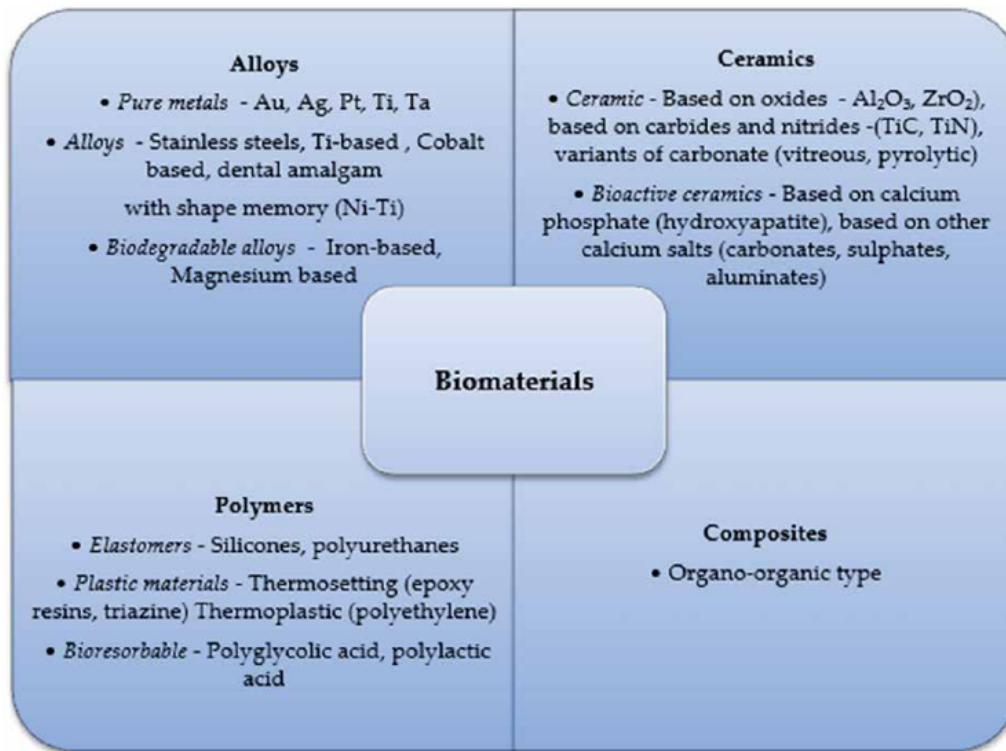 Alloys
• Pure metals - Au, Ag, Pt, Ti, Ta
• Alloys - Stainless steels, Ti-based , Cobalt
based, dental amalgam
with shape memory (Ni-Ti)
• Biodegradable alloys - Iron-based,
Magnesium based
Ceramics
• Ceramic - Based on oxides - Al₂O₃, ZrO₂),
based on carbides and nitrides -(TiC, TiN),
variants of carbonate (vitreous, pyrolytic)
• Bioactive ceramics - Based on calcium
phosphate (hydroxyapatite), based on other
calcium salts (carbonates, sulphates,
aluminates)
Biomaterials
Polymers
• Elastomers - Silicones, polyurethanes
• Plastic materials - Thermosetting (epoxy
resins, triazine) Thermoplastic (polyethylene)
• Bioresorbable - Polyglycolic acid, polylactic
acid
Composites
• Organo-organic type